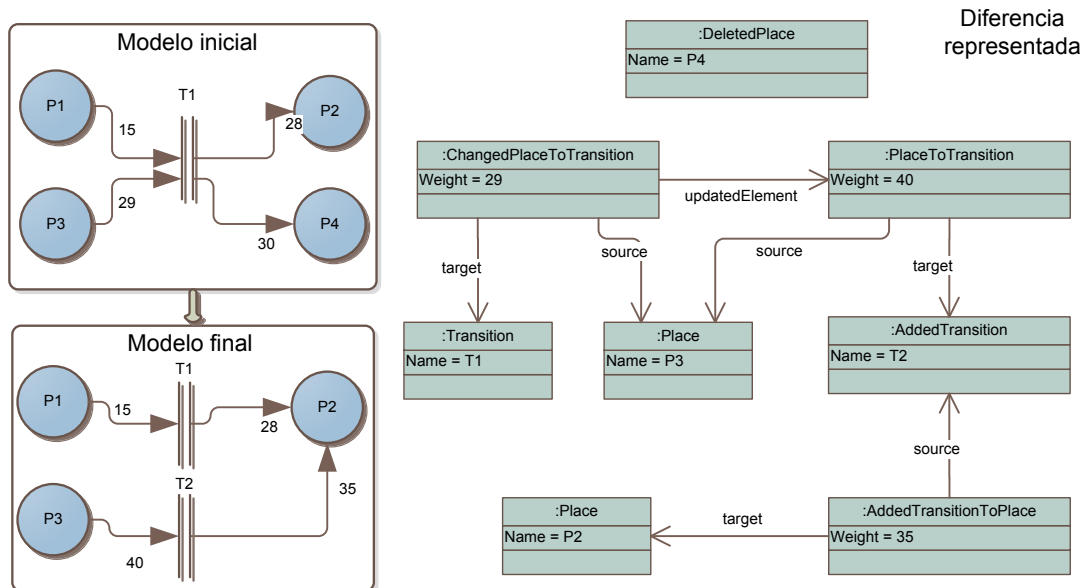 Modelo inicial
P1
T1
P2
15
28
P3
29
P4
30
Modelo final
T1
P1
15
P2
28
T2
35
P3
40
Diferencia
representada
:DeletedPlace
Name = P4
:ChangedPlaceToTransition
Weight = 29
updatedElement
:PlaceToTransition
Weight = 40
target
source
source
target
:Transition
Name = T1
:Place
Name = P3
:AddedTransition
Name = T2
source
:Place
Name = P2
target
:AddedTransitionToPlace
Weight = 35